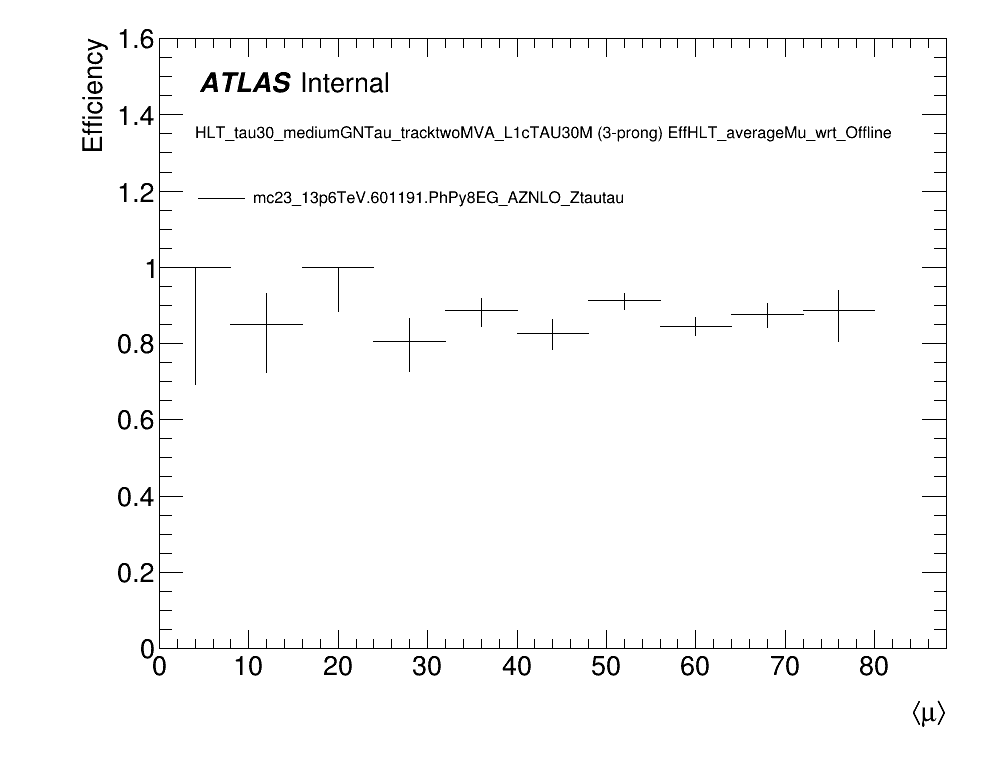 Efficiency
1.6
1.4
1.2
1
0.8
0.6
0.4
0.2
0
ATLAS Internal
HLT_tau30_mediumGNTau_tracktwoMVA_L1cTAU30M (3-prong) EffHLT_averageMu_wrt_Offline
mc23_13p6TeV.601191.PhPy8EG_AZNLO_Ztautau
0 10 20 30 40 50 60 70 80
⟨μ⟩